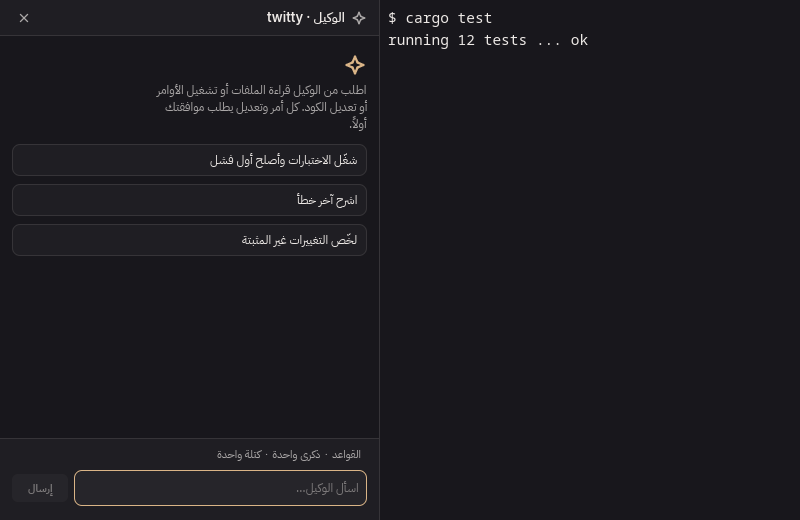 الوكيل · twitty
اطلب من الوكيل قراءة الملفات أو تشغيل الأوامر
أو تعديل الكود. كل أمر وتعديل يطلب موافقتك
أولاً.
شغّل الاختبارات وأصلح أول فشل
اشرح آخر خطأ
لخّص التغييرات غير المثبتة
القواعد · ذكرى واحدة · كتلة واحدة
اسأل الوكيل...
إرسال
$ cargo test
running 12 tests ... ok